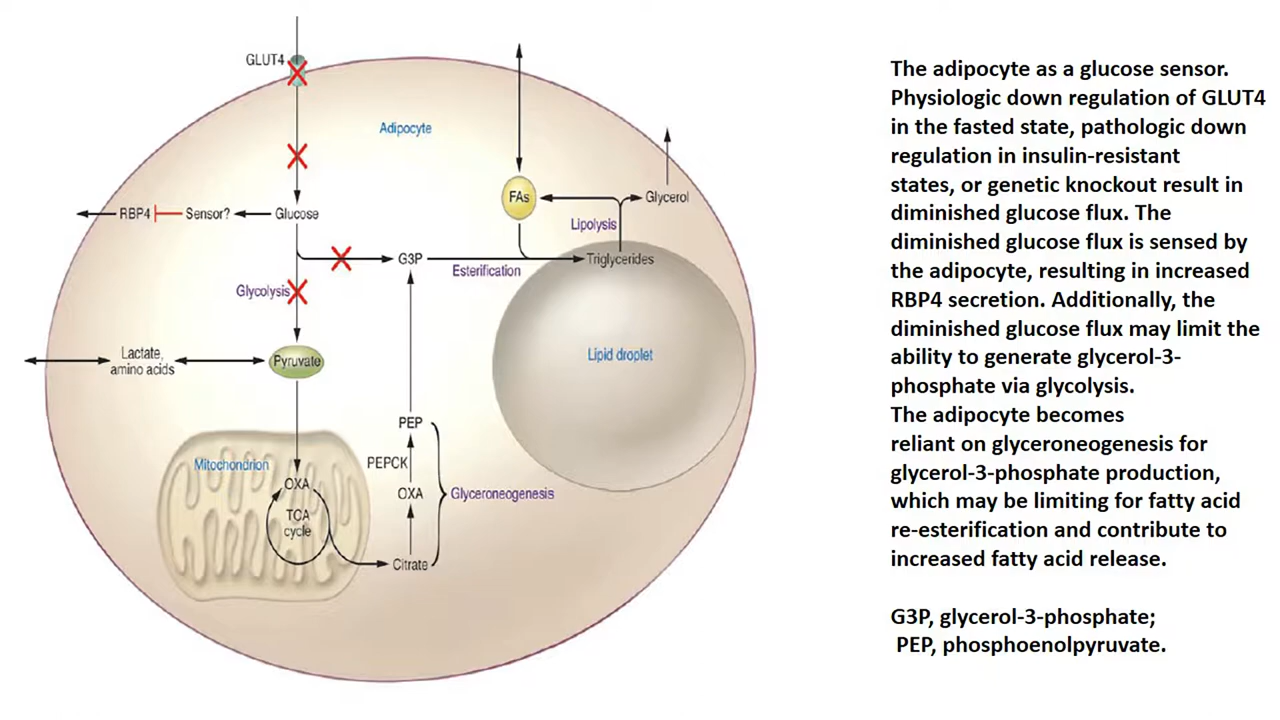 GLUT4
Adipocyte
RBP4
Sensor?
Glucose
FAs
Glycerol
Lipolysis
G3P
Esterification
Triglycerides
Glycolysis
Lactate,
amino acids
Pyruvate
Lipid droplet
Mitochondrion
OXA
TCA
cycle
PEP
PEPCK
OXA
Citrate
Glyceroneogenesis
The adipocyte as a glucose sensor.
Physiologic down regulation of GLUT4
in the fasted state, pathologic down
regulation in insulin-resistant
states, or genetic knockout result in
diminished glucose flux. The
diminished glucose flux is sensed by
the adipocyte, resulting in increased
RBP4 secretion. Additionally, the
diminished glucose flux may limit the
ability to generate glycerol-3-
phosphate via glycolysis.
The adipocyte becomes
reliant on glyceroneogenesis for
glycerol-3-phosphate production,
which may be limiting for fatty acid
re-esterification and contribute to
increased fatty acid release.
G3P, glycerol-3-phosphate;
PEP, phosphoenolpyruvate.